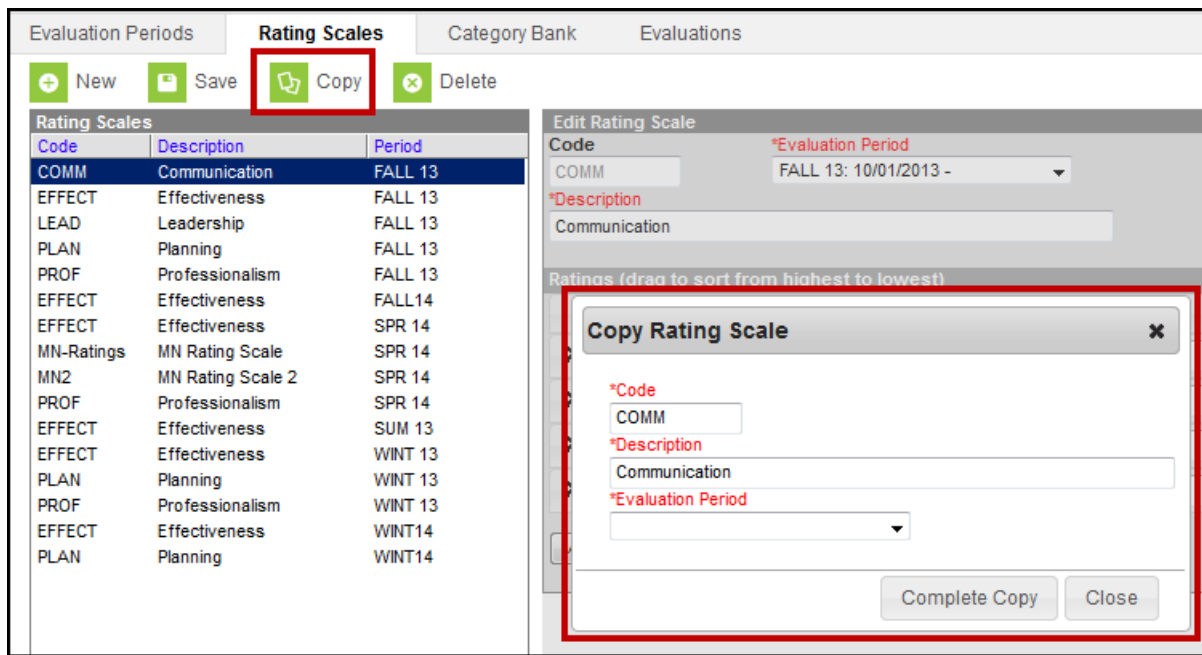 Evaluation Periods Rating Scales Category Bank Evaluations
New Save Copy Delete
Rating Scales
Code Description Period
COMM Communication FALL 13
EFFECT Effectiveness FALL 13
LEAD Leadership FALL 13
PLAN Planning FALL 13
PROF Professionalism FALL 13
EFFECT Effectiveness FALL14
EFFECT Effectiveness SPR 14
MN-Ratings MN Rating Scale SPR 14
MN2 MN Rating Scale 2 SPR 14
PROF Professionalism SPR 14
EFFECT Effectiveness SUM 13
EFFECT Effectiveness WINT 13
PLAN Planning WINT 13
PROF Professionalism WINT 13
EFFECT Effectiveness WINT14
PLAN Planning WINT14
Edit Rating Scale
Code *Evaluation Period
COMM FALL 13: 10/01/2013 -
*Description
Communication
Ratings (drag to sort from highest to lowest)
Copy Rating Scale
*Code
COMM
*Description
Communication
*Evaluation Period
Complete Copy Close